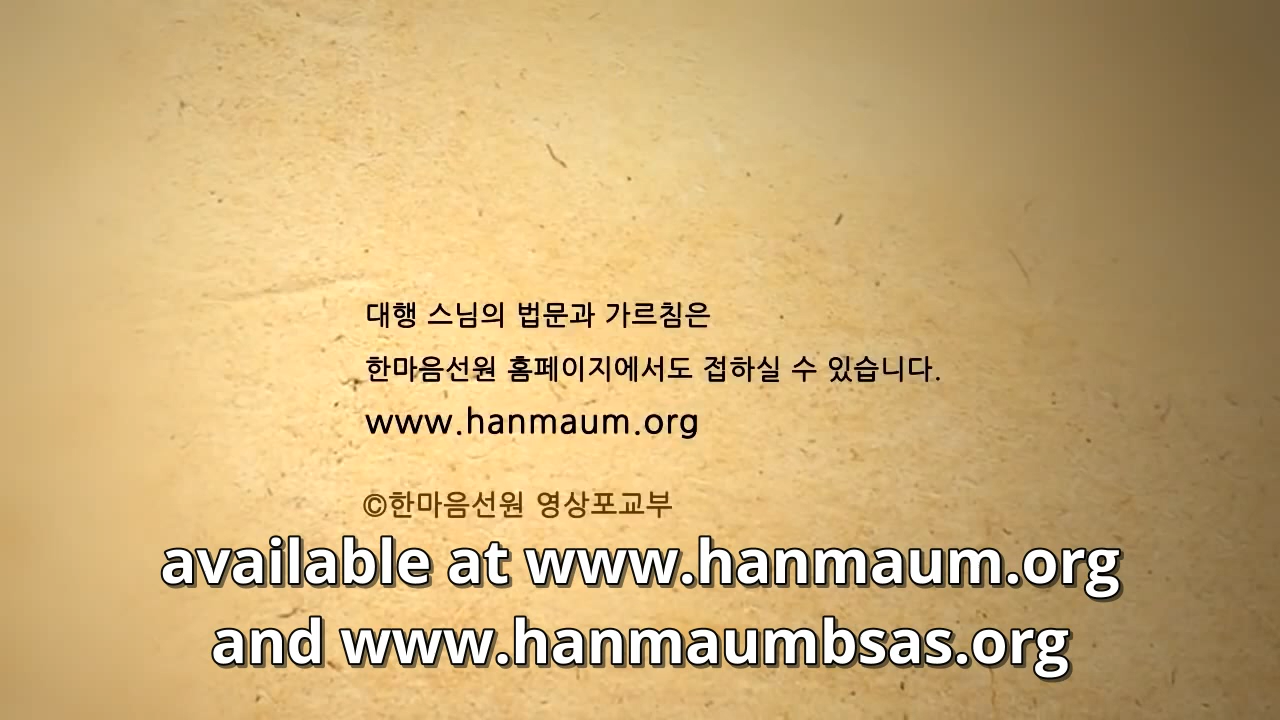 대행 스님의 법문과 가르침은
한마음선원 홈페이지에서도 접하실 수 있습니다.
www.hanmaum.org
©한마음선원 영상포교부
available at www.hanmaum.org
and www.hanmaumbsas.org